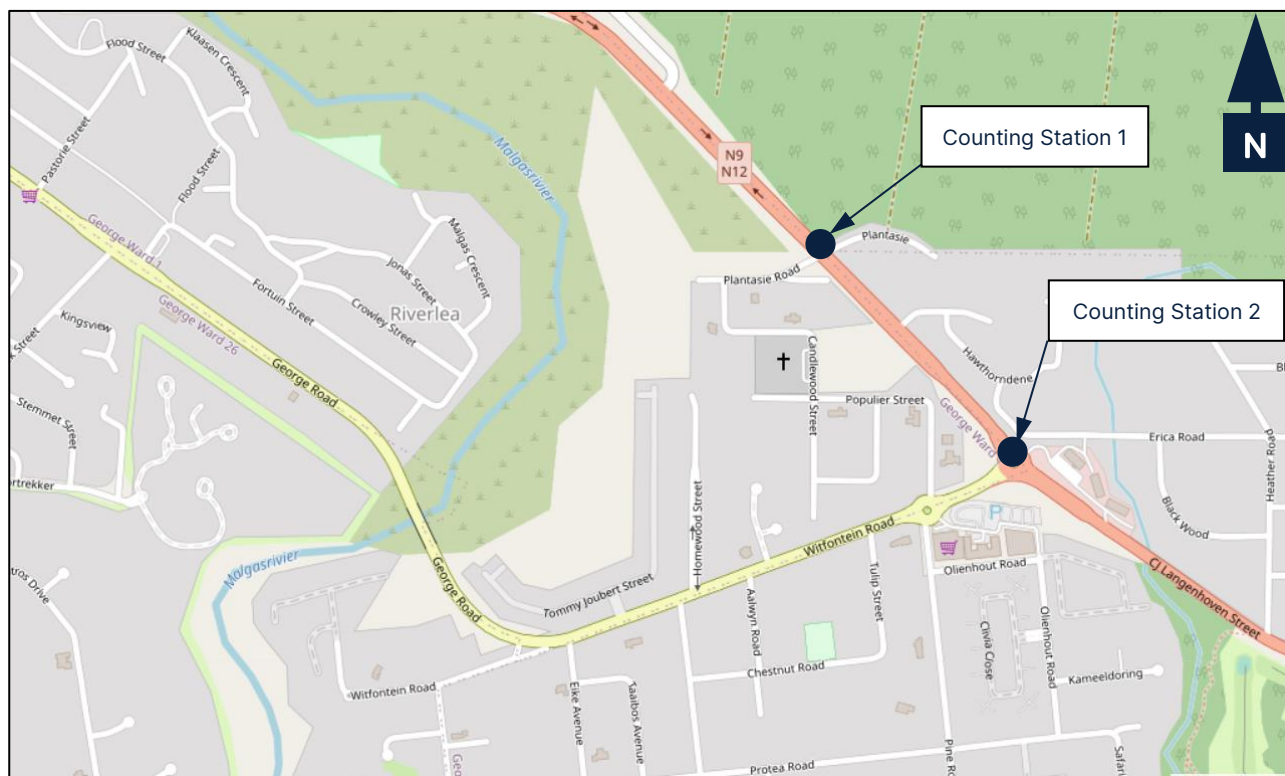 Flood Street
Klaasen Crescent
Pastorie Street
Flood Street
Malgasrivier
N9
N12
Counting Station 1
N
George Ward 1
George Ward 26
Malgas Crescent
Jonas Street
Fortuin Street
Crowley Street
Riverlea
Plantasie
Plantasie Road
Counting Station 2
Kingsview
George Road
Candlewood Street
Hawthorndene
Populier Street
George Ward
Stemmet Street
Erica Road
Heather Road
Black Wood
P
Homewood Street
Witfontein Road
Malgasrivier
George Road
Tommy Joubert Street
Aalwyn Road
Tulip Street
Olienhout Road
CJ Langenhoven Street
Clivia Close
Olienhout Road
Chestnut Road
Kameeldoring
Witfontein Road
Eike Avenue
Taaibos Avenue
Protea Road